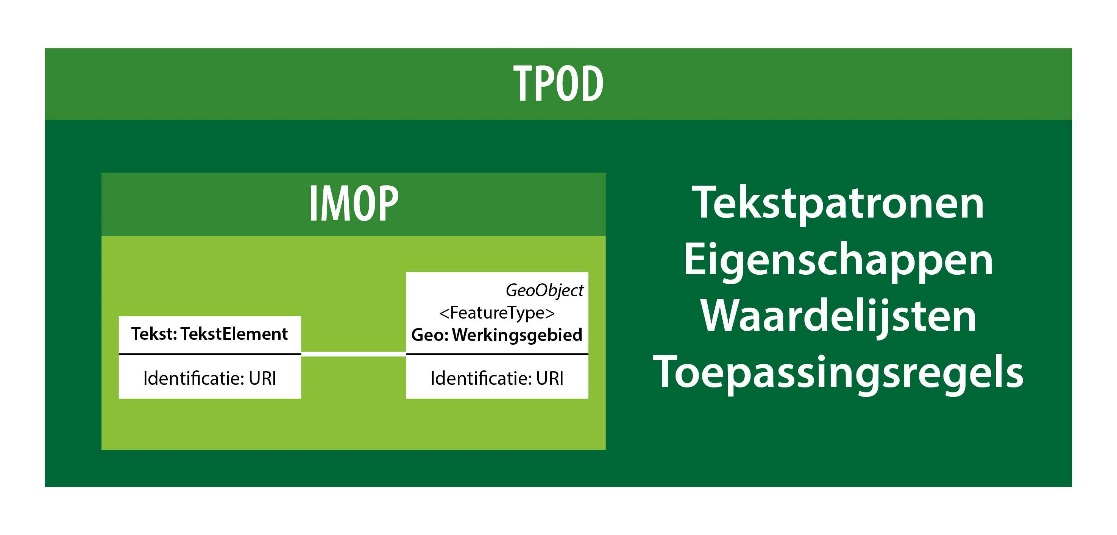 TPOD
IMOP
Tekst: TekstElement
Identificatie: URI
GeoObject
<FeatureType>
Geo: Werkingsgebied
Identificatie: URI
Tekstpatronen
Eigenschappen
Waardelijsten
Toepassingsregels